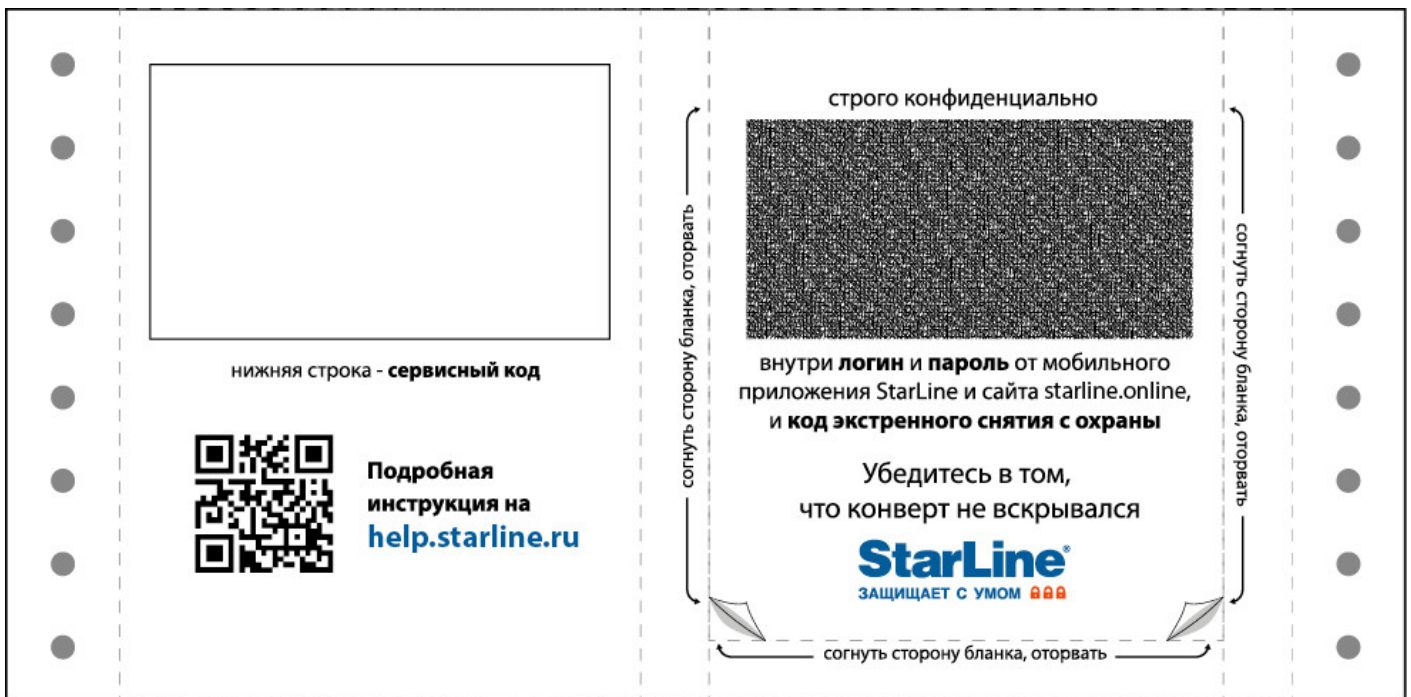 нижняя строка - сервисный код
Подробная
инструкция на
help.starline.ru
согнуть сторону бланка, оторвать
строго конфиденциально
внутри логин и пароль от мобильного
приложения StarLine и сайта starline.online,
и код экстренного снятия с охраны
Убедитесь в том,
что конверт не вскрывался
StarLine®
ЗАЩИЩАЕТ С УМОМ
согнуть сторону бланка, оторвать
согнуть сторону бланка, оторвать